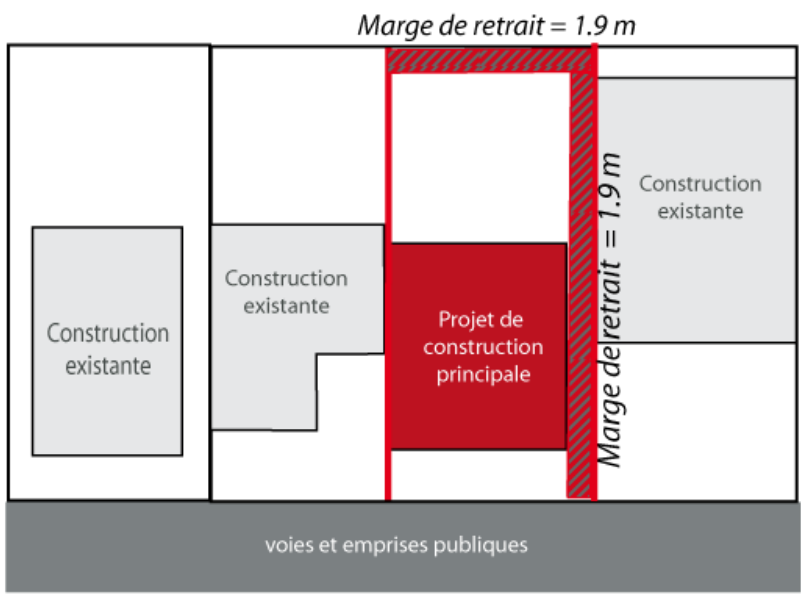 Marge de retrait = 1.9 m
Construction
existante
Marge de retrait = 1.9 m
Construction
existante
Construction
existante
Projet de
construction
principale
voies et emprises publiques